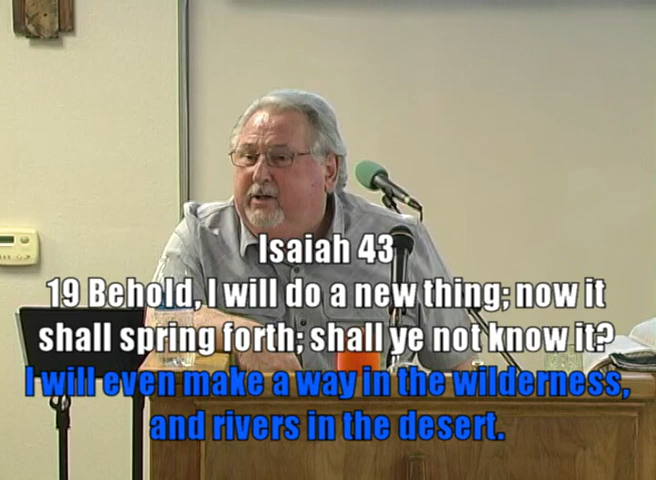 Isaiah 43
19 Behold, I will do a new thing; now it
shall spring forth; shall ye not know it?
I will even make a way in the wilderness,
and rivers in the desert.